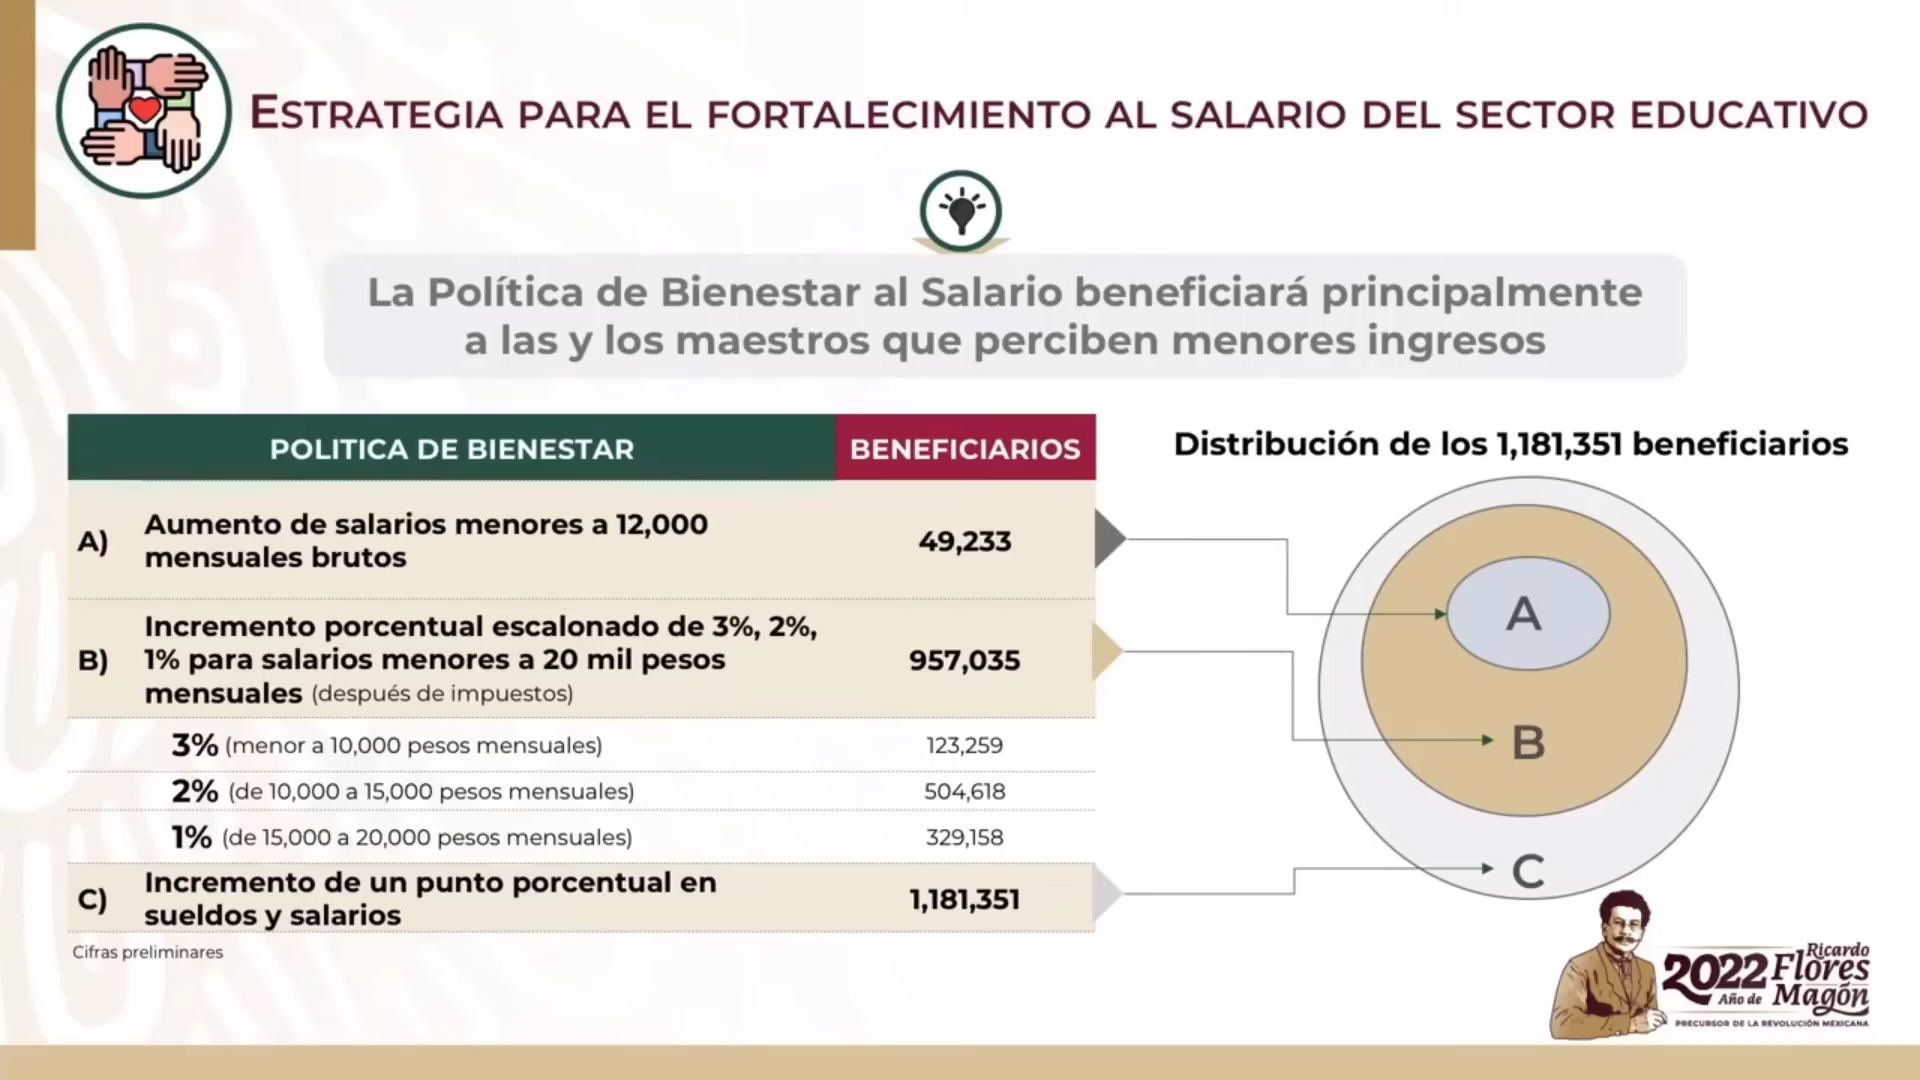 ESTRATEGIA PARA EL FORTALECIMIENTO AL SALARIO DEL SECTOR EDUCATIVO
La Política de Bienestar al Salario beneficiará principalmente
a las y los maestros que perciben menores ingresos
POLITICA DE BIENESTAR BENEFICIARIOS
A) Aumento de salarios menores a 12,000
mensuales brutos
49,233
B) Incremento porcentual escalonado de 3%, 2%,
1% para salarios menores a 20 mil pesos
mensuales (después de impuestos)
957,035
3% (menor a 10,000 pesos mensuales) 123,259
2% (de 10,000 a 15,000 pesos mensuales) 504,618
1% (de 15,000 a 20,000 pesos mensuales) 329,158
C) Incremento de un punto porcentual en
sueldos y salarios
1,181,351
Cifras preliminares
Distribución de los 1,181,351 beneficiarios
A
B
C
2022
Año de
Ricardo
Flores
Magón
PRECURSOR DE LA REVOLUCIÓN MEXICANA